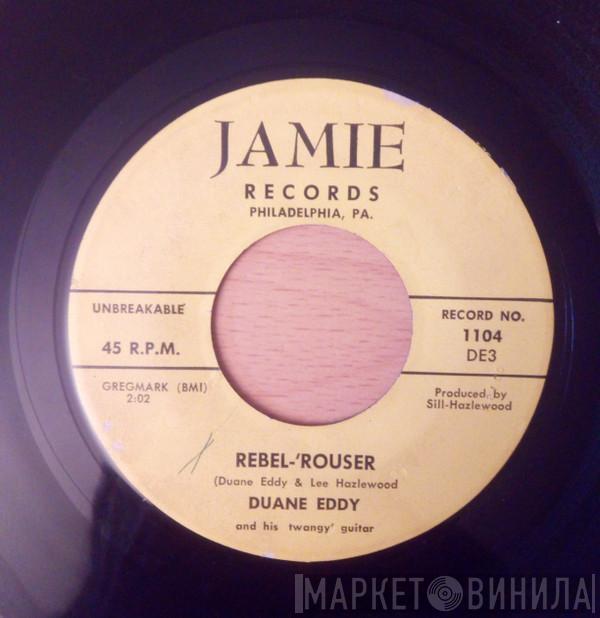 JAMIE
RECORDS
PHILADELPHIA, PA.
UNBREAKABLE
45 R.P.M.
RECORD NO.
1104
DE3
GREGMARK (BMI)
2:02
Produced by
Sill-Hazlewood
REBEL-'ROUSER
(Duane Eddy & Lee Hazlewood
DUANE EDDY
and his twangy' guitar
МАРКЕТ ВИНИЛА